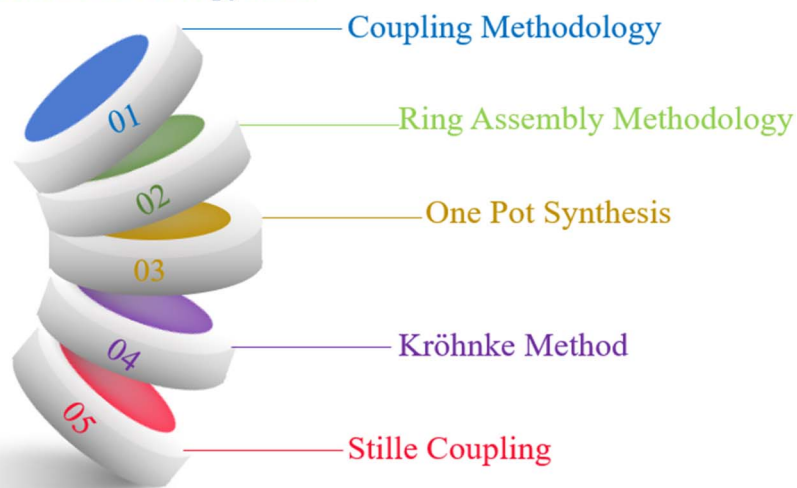 01 Coupling Methodology
02 Ring Assembly Methodology
03 One Pot Synthesis
04 Kröhnke Method
05 Stille Coupling